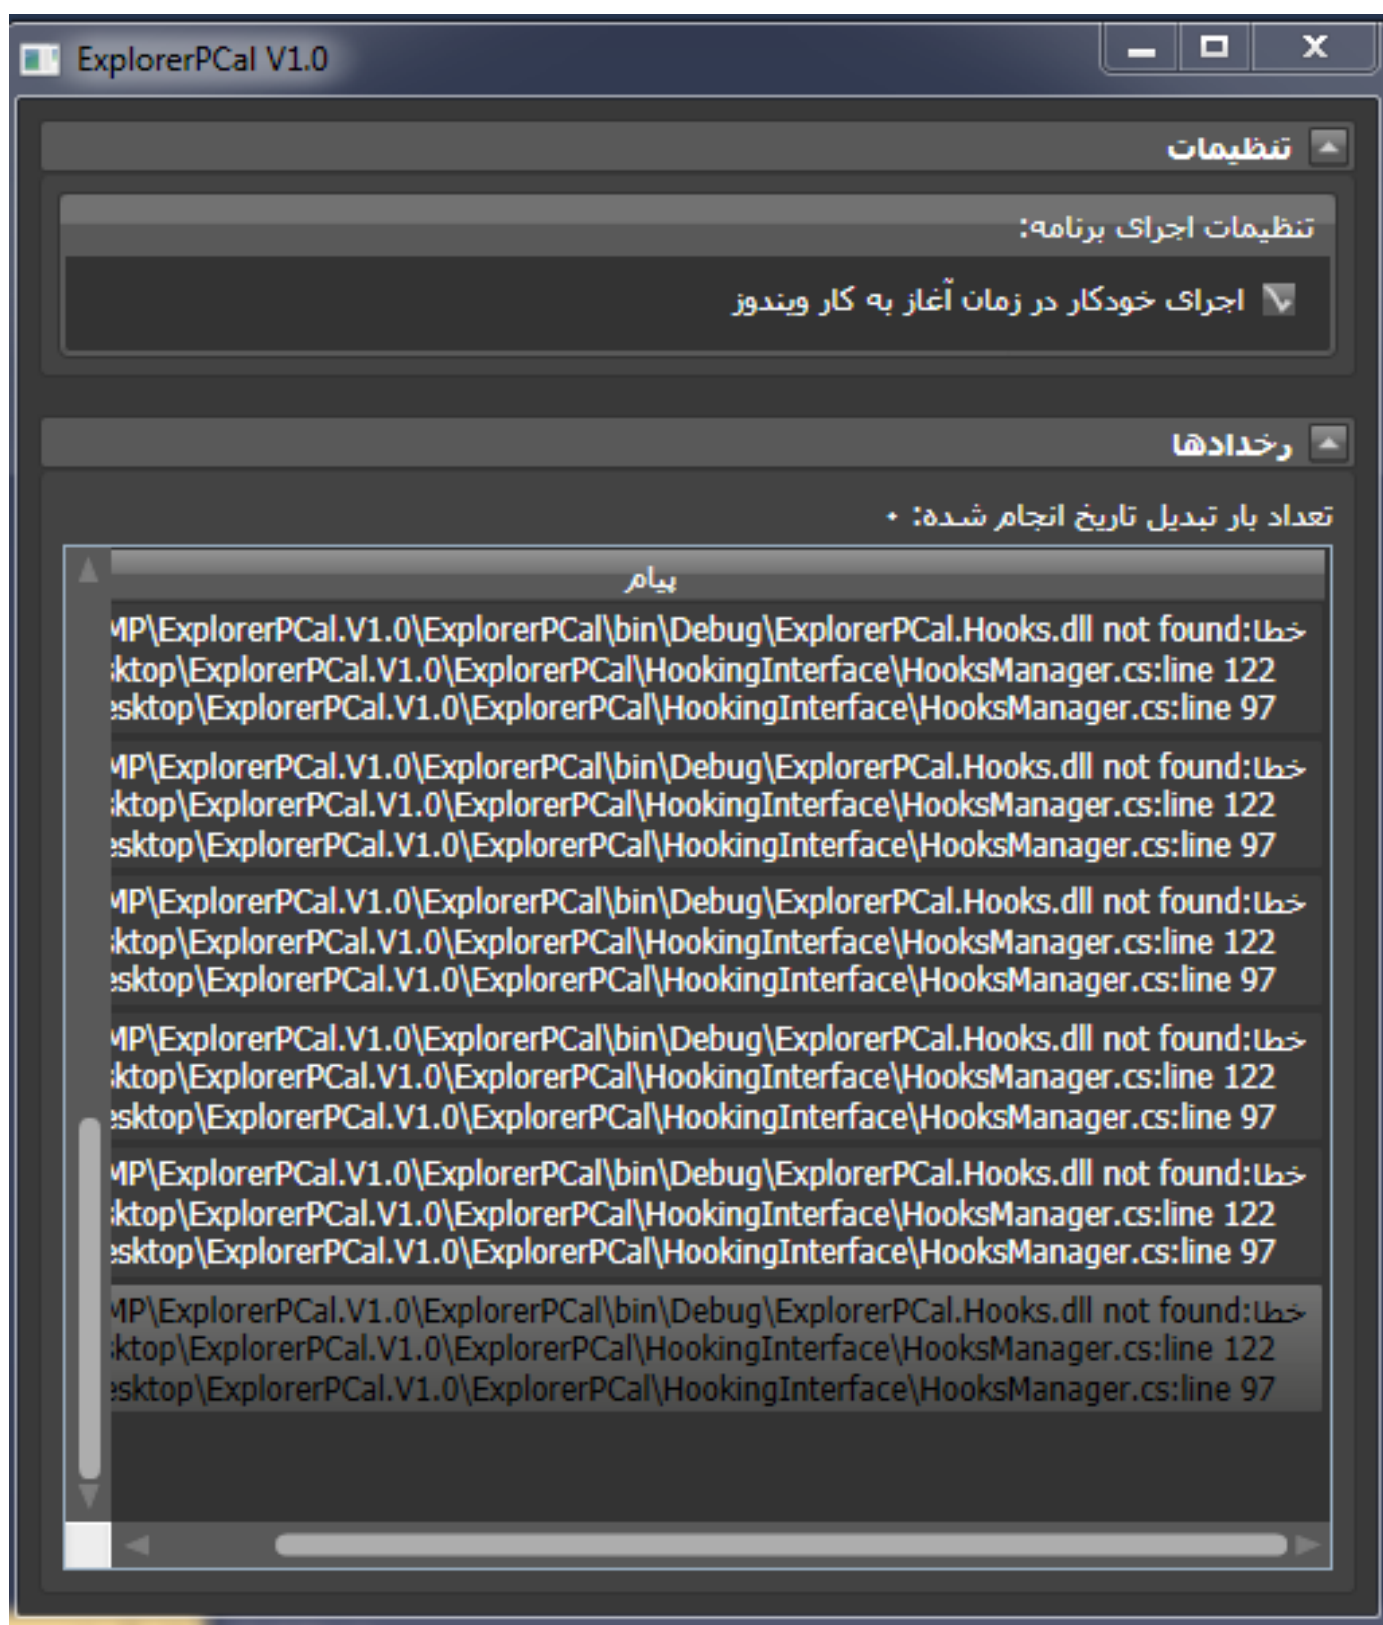 ExplorerPCal V1.0
تنظیمات
تنظیمات اجرای برنامه:
اجرای خودکار در زمان آغاز به کار ویندوز
رخدادها
تعداد بار تبدیل تاریخ انجام شده: ۰
پیام
خطا:MP\ExplorerPCal.V1.0\ExplorerPCal\bin\Debug\ExplorerPCal.Hooks.dll not found
sktop\ExplorerPCal.V1.0\ExplorerPCal\HookingInterface\HooksManager.cs:line 122
esktop\ExplorerPCal.V1.0\ExplorerPCal\HookingInterface\HooksManager.cs:line 97
خطا:MP\ExplorerPCal.V1.0\ExplorerPCal\bin\Debug\ExplorerPCal.Hooks.dll not found
sktop\ExplorerPCal.V1.0\ExplorerPCal\HookingInterface\HooksManager.cs:line 122
esktop\ExplorerPCal.V1.0\ExplorerPCal\HookingInterface\HooksManager.cs:line 97
خطا:MP\ExplorerPCal.V1.0\ExplorerPCal\bin\Debug\ExplorerPCal.Hooks.dll not found
sktop\ExplorerPCal.V1.0\ExplorerPCal\HookingInterface\HooksManager.cs:line 122
esktop\ExplorerPCal.V1.0\ExplorerPCal\HookingInterface\HooksManager.cs:line 97
خطا:MP\ExplorerPCal.V1.0\ExplorerPCal\bin\Debug\ExplorerPCal.Hooks.dll not found
sktop\ExplorerPCal.V1.0\ExplorerPCal\HookingInterface\HooksManager.cs:line 122
esktop\ExplorerPCal.V1.0\ExplorerPCal\HookingInterface\HooksManager.cs:line 97
خطا:MP\ExplorerPCal.V1.0\ExplorerPCal\bin\Debug\ExplorerPCal.Hooks.dll not found
sktop\ExplorerPCal.V1.0\ExplorerPCal\HookingInterface\HooksManager.cs:line 122
esktop\ExplorerPCal.V1.0\ExplorerPCal\HookingInterface\HooksManager.cs:line 97
خطا:MP\ExplorerPCal.V1.0\ExplorerPCal\bin\Debug\ExplorerPCal.Hooks.dll not found
sktop\ExplorerPCal.V1.0\ExplorerPCal\HookingInterface\HooksManager.cs:line 122
esktop\ExplorerPCal.V1.0\ExplorerPCal\HookingInterface\HooksManager.cs:line 97